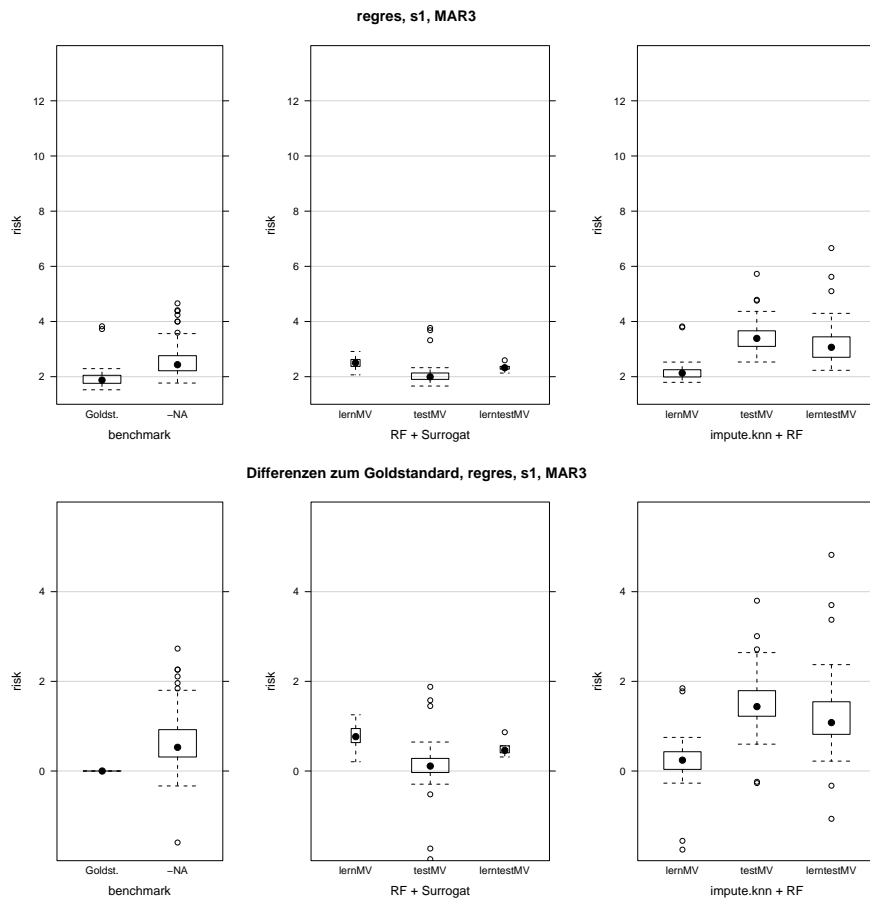 regres, s1, MAR3
risk
2
4
6
8
10
12
Goldst. −NA
benchmark
risk
2
4
6
8
10
12
lernMV testMV lerntestMV
RF + Surrogat
risk
2
4
6
8
10
12
lernMV testMV lerntestMV
impute.knn + RF
Differenzen zum Goldstandard, regres, s1, MAR3
risk
0
2
4
Goldst. −NA
benchmark
risk
0
2
4
lernMV testMV lerntestMV
RF + Surrogat
risk
0
2
4
lernMV testMV lerntestMV
impute.knn + RF